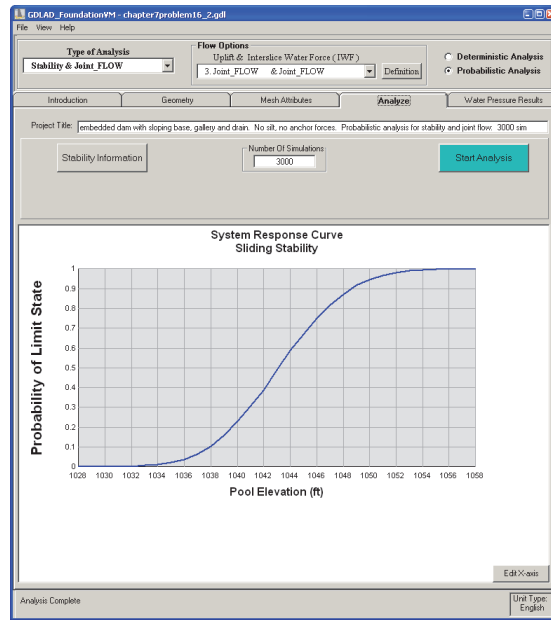 GDLAD_FoundationVM - chapter7problem16_2.gdl
File View Help
Type of Analysis
Stability & Joint_FLOW
Flow Options
Uplift & Interslice Water Force ( IWF )
3. Joint_FLOW & Joint_FLOW
Definition
Deterministic Analysis
Probabilistic Analysis
Introduction
Geometry
Mesh Attributes
Analyze
Water Pressure Results
Project Title:
embedded dam with sloping base, gallery and drain. No silt, no anchor forces. Probabilistic analysis for stability and joint flow: 3000 sim
Stability Information
Number Of Simulations
3000
Start Analysis
System Response Curve
Sliding Stability
Probability of Limit State
1
0.9
0.8
0.7
0.6
0.5
0.4
0.3
0.2
0.1
0
1028 1030 1032 1034 1036 1038 1040 1042 1044 1046 1048 1050 1052 1054 1056 1058
Pool Elevation (ft)
Edit X-axis
Analysis Complete
Unit Type:
English